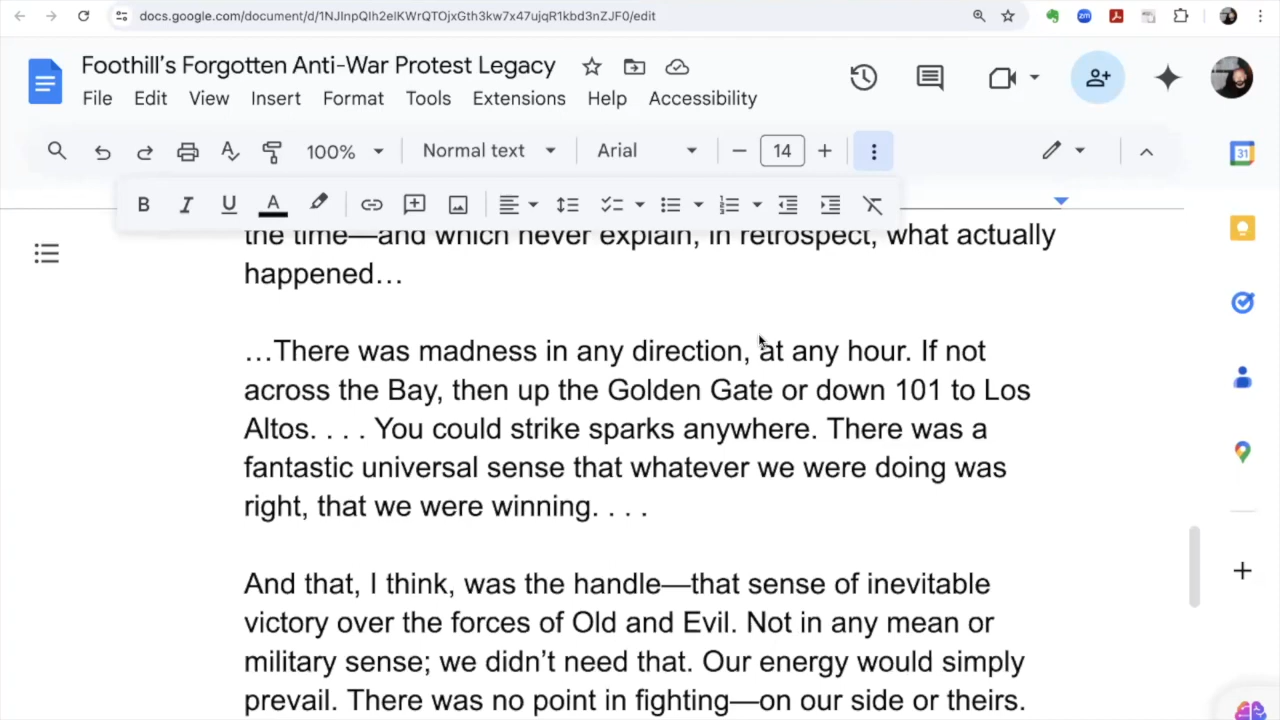 docs.google.com/document/d/1NJInpQIh2eIKWrQTOjxGth3kw7x47ujqR1kbd3nZJF0/edit
Foothill's Forgotten Anti-War Protest Legacy
File Edit View Insert Format Tools Extensions Help Accessibility
100% Normal text Arial 14
B I U A
31
the time—and which never explain, in retrospect, what actually
happened…
…There was madness in any direction, at any hour. If not
across the Bay, then up the Golden Gate or down 101 to Los
Altos. . . . You could strike sparks anywhere. There was a
fantastic universal sense that whatever we were doing was
right, that we were winning. . . .
And that, I think, was the handle—that sense of inevitable
victory over the forces of Old and Evil. Not in any mean or
military sense; we didn't need that. Our energy would simply
prevail. There was no point in fighting—on our side or theirs.